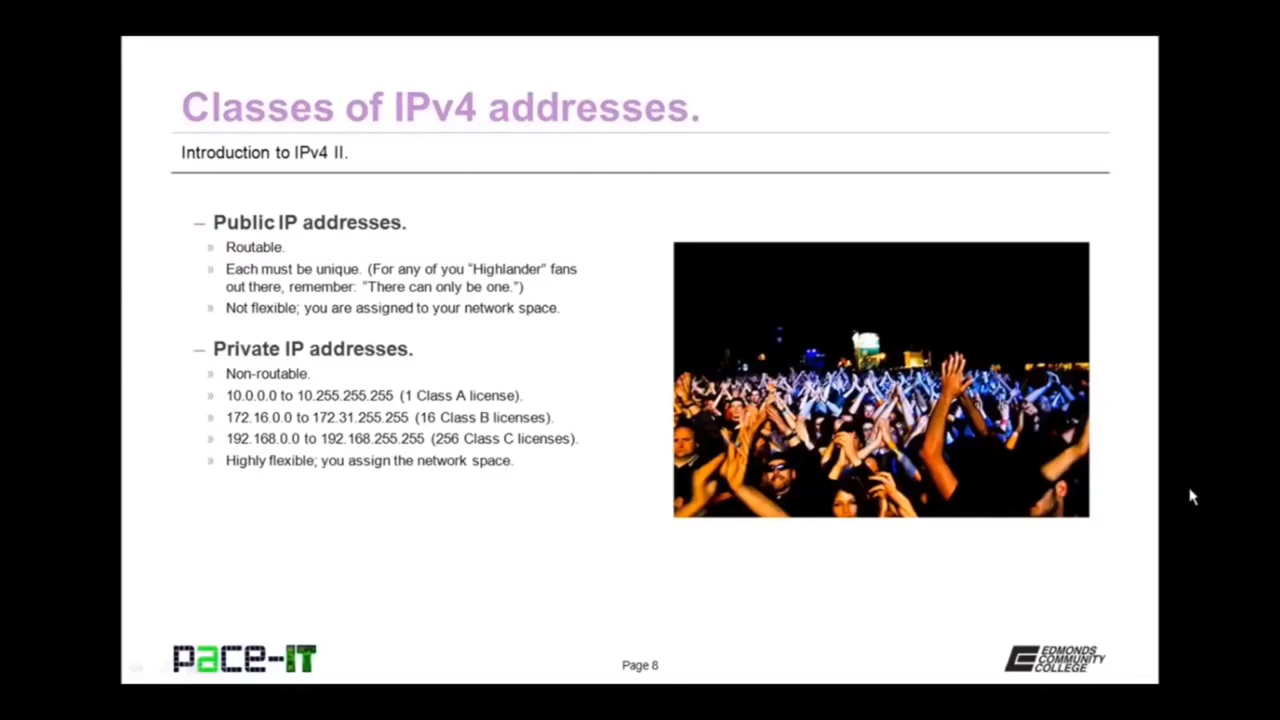 Classes of IPv4 addresses.
Introduction to IPv4 II.
– Public IP addresses.
» Routable.
» Each must be unique. (For any of you “Highlander” fans
out there, remember: “There can only be one.”)
» Not flexible; you are assigned to your network space.
– Private IP addresses.
» Non-routable.
» 10.0.0.0 to 10.255.255.255 (1 Class A license).
» 172.16.0.0 to 172.31.255.255 (16 Class B licenses).
» 192.168.0.0 to 192.168.255.255 (256 Class C licenses).
» Highly flexible; you assign the network space.
pace-IT
Page 8
EDMONDS
COMMUNITY
COLLEGE